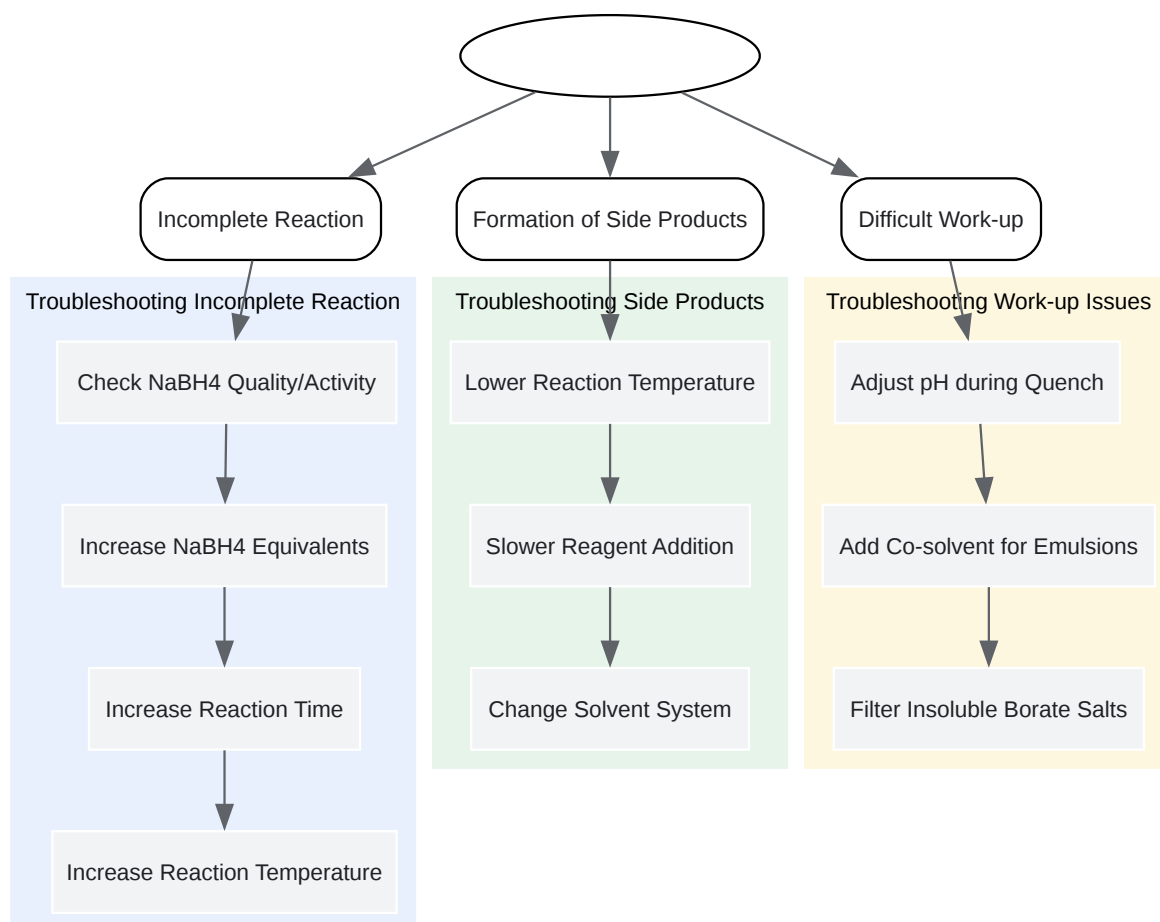 Incomplete Reaction
Formation of Side Products
Difficult Work-up
Troubleshooting Incomplete Reaction
Troubleshooting Side Products
Troubleshooting Work-up Issues
Check NaBH4 Quality/Activity
Lower Reaction Temperature
Adjust pH during Quench
Increase NaBH4 Equivalents
Slower Reagent Addition
Add Co-solvent for Emulsions
Increase Reaction Time
Change Solvent System
Filter Insoluble Borate Salts
Increase Reaction Temperature